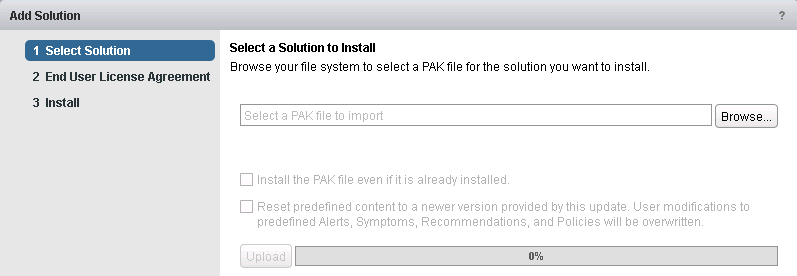 Add Solution
?
1 Select Solution
2 End User License Agreement
3 Install
Select a Solution to Install
Browse your file system to select a PAK file for the solution you want to install.
Select a PAK file to import
Browse...
Install the PAK file even if it is already installed.
Reset predefined content to a newer version provided by this update. User modifications to
predefined Alerts, Symptoms, Recommendations, and Policies will be overwritten.
Upload
0%